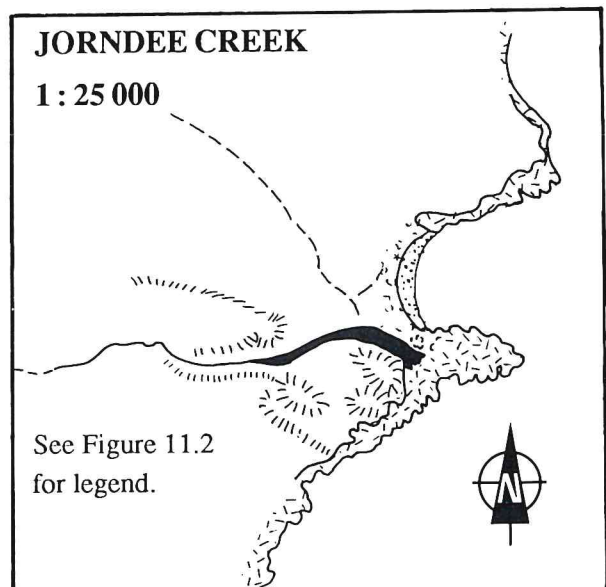 JORNDEE CREEK
1 : 25 000
See Figure 11.2
for legend.
N